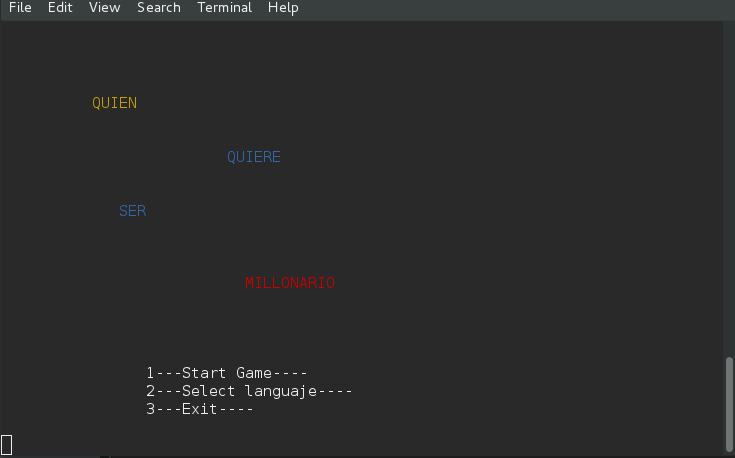 File Edit View Search Terminal Help
QUIEN
QUIERE
SER
MILLONARIO
1---Start Game----
2---Select languaje----
3---Exit----